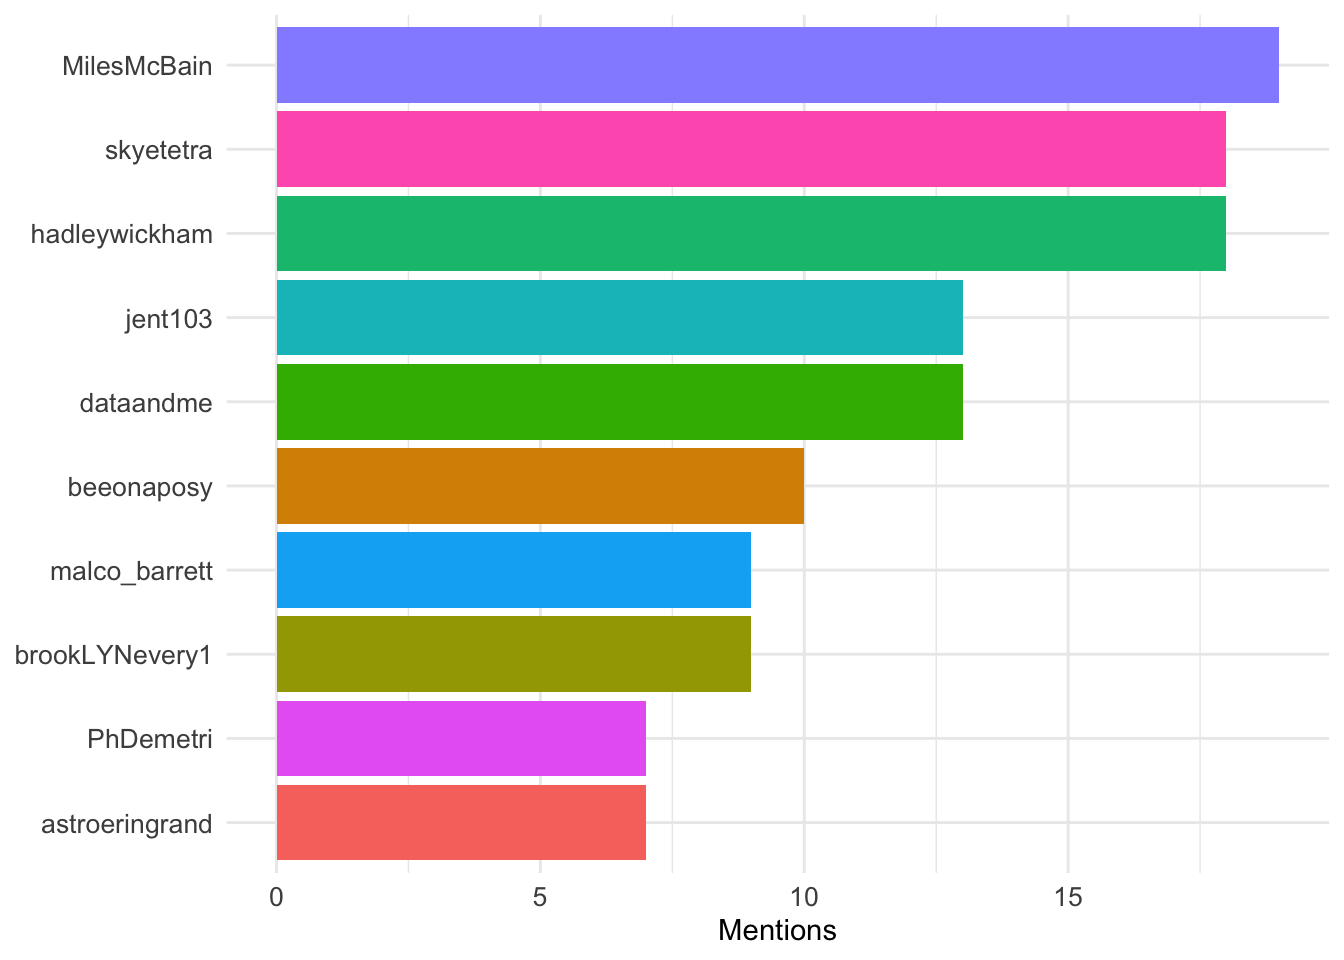 MilesMcBain
skyetetra
hadleywickham
jent103
dataandme
beeonaposy
malco_barrett
brookLYNevery1
PhDemetri
astroeringrand
0 5 10 15
Mentions